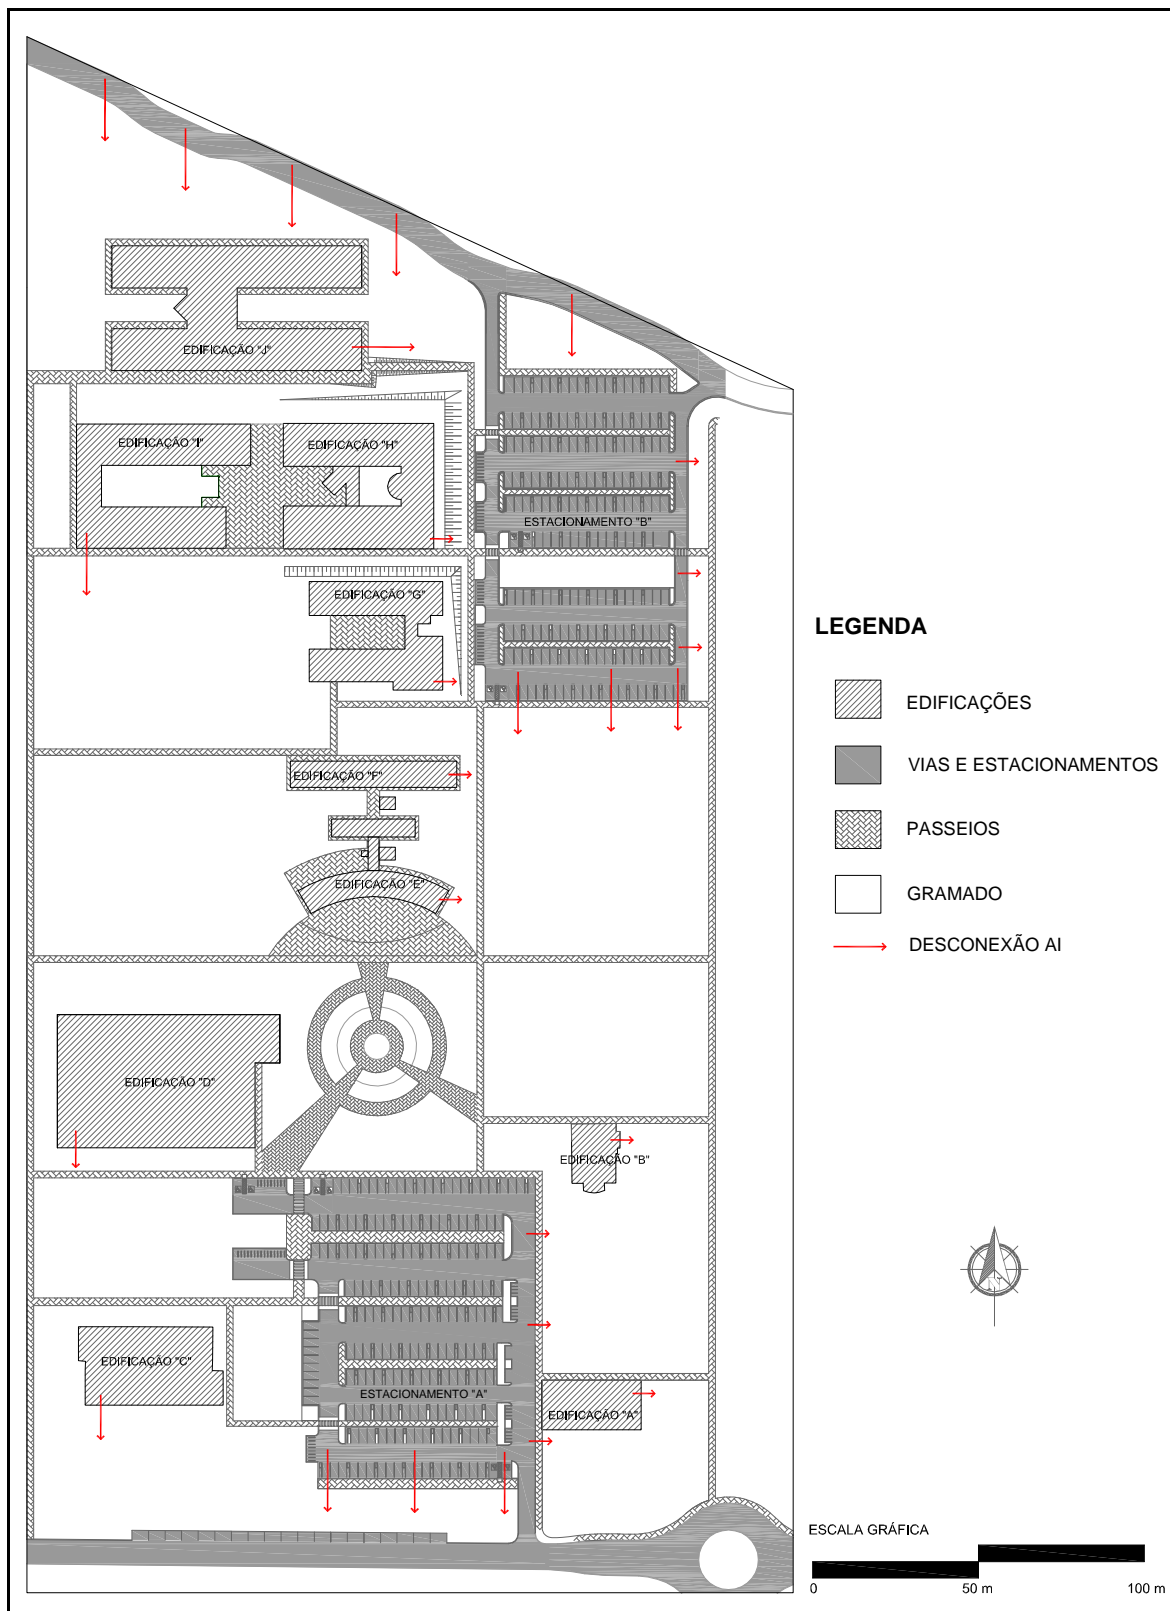 EDIFICAÇÃO "J"
EDIFICAÇÃO "I"
EDIFICAÇÃO "H"
ESTACIONAMENTO "B"
EDIFICAÇÃO "G"
LEGENDA
EDIFICAÇÕES
VIAS E ESTACIONAMENTOS
EDIFICAÇÃO "F"
PASSEIOS
EDIFICAÇÃO "E"
GRAMADO
DESCONEXÃO AI
EDIFICAÇÃO "D"
EDIFICAÇÃO "B"
EDIFICAÇÃO "C"
ESTACIONAMENTO "A"
EDIFICAÇÃO "A"
ESCALA GRÁFICA
0 50 m 100 m